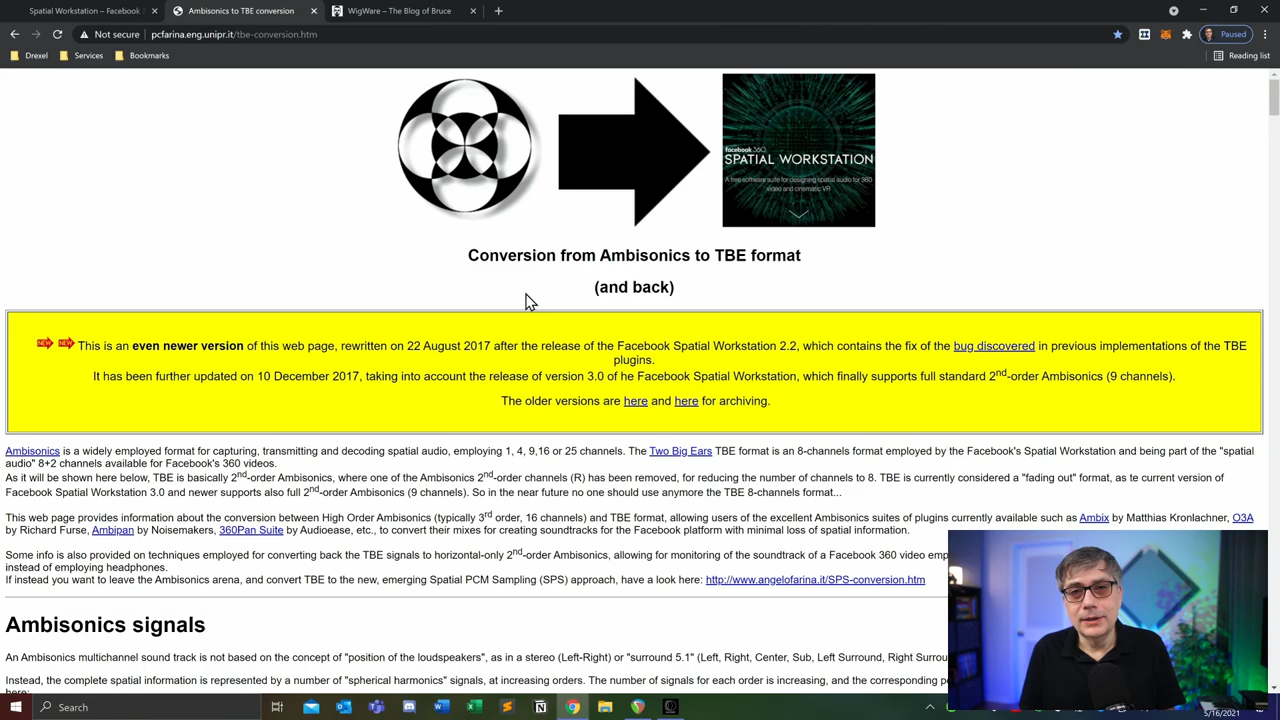 Spatial Workstation – Facebook
Ambisonics to TBE conversion
WigWare – The Blog of Bruce
Not secure | pcfarina.eng.unipr.it/tbe-conversion.htm
Paused
Drexel
Services
Bookmarks
Reading list
facebook 360
SPATIAL WORKSTATION
A free software suite for designing spatial audio for 360
video and cinematic VR
Conversion from Ambisonics to TBE format
(and back)
NEW NEW This is an even newer version of this web page, rewritten on 22 August 2017 after the release of the Facebook Spatial Workstation 2.2, which contains the fix of the bug discovered in previous implementations of the TBE
plugins.
It has been further updated on 10 December 2017, taking into account the release of version 3.0 of he Facebook Spatial Workstation, which finally supports full standard 2nd-order Ambisonics (9 channels).
The older versions are here and here for archiving.
Ambisonics is a widely employed format for capturing, transmitting and decoding spatial audio, employing 1, 4, 9,16 or 25 channels. The Two Big Ears TBE format is an 8-channels format employed by the Facebook's Spatial Workstation and being part of the "spatial
audio" 8+2 channels available for Facebook's 360 videos.
As it will be shown here below, TBE is basically 2nd-order Ambisonics, where one of the Ambisonics 2nd-order channels (R) has been removed, for reducing the number of channels to 8. TBE is currently considered a "fading out" format, as te current version of
Facebook Spatial Workstation 3.0 and newer supports also full 2nd-order Ambisonics (9 channels). So in the near future no one should use anymore the TBE 8-channels format...
This web page provides information about the conversion between High Order Ambisonics (typically 3rd order, 16 channels) and TBE format, allowing users of the excellent Ambisonics suites of plugins currently available such as Ambix by Matthias Kronlachner, O3A
by Richard Furse, Ambipan by Noisemakers, 360Pan Suite by Audioease, etc., to convert their mixes for creating soundtracks for the Facebook platform with minimal loss of spatial information.
Some info is also provided on techniques employed for converting back the TBE signals to horizontal-only 2nd-order Ambisonics, allowing for monitoring of the soundtrack of a Facebook 360 video
instead of employing headphones.
If instead you want to leave the Ambisonics arena, and convert TBE to the new, emerging Spatial PCM Sampling (SPS) approach, have a look here: http://www.angelofarina.it/SPS-conversion.htm
Ambisonics signals
An Ambisonics multichannel sound track is not based on the concept of "position of the loudspeakers", as in a stereo (Left-Right) or "surround 5.1" (Left, Right, Center, Sub, Left Surround, Right
Instead, the complete spatial information is represented by a number of "spherical harmonics" signals, at increasing orders. The number of signals for each order is increasing, and the corresponding
here:
Search
5/16/2021